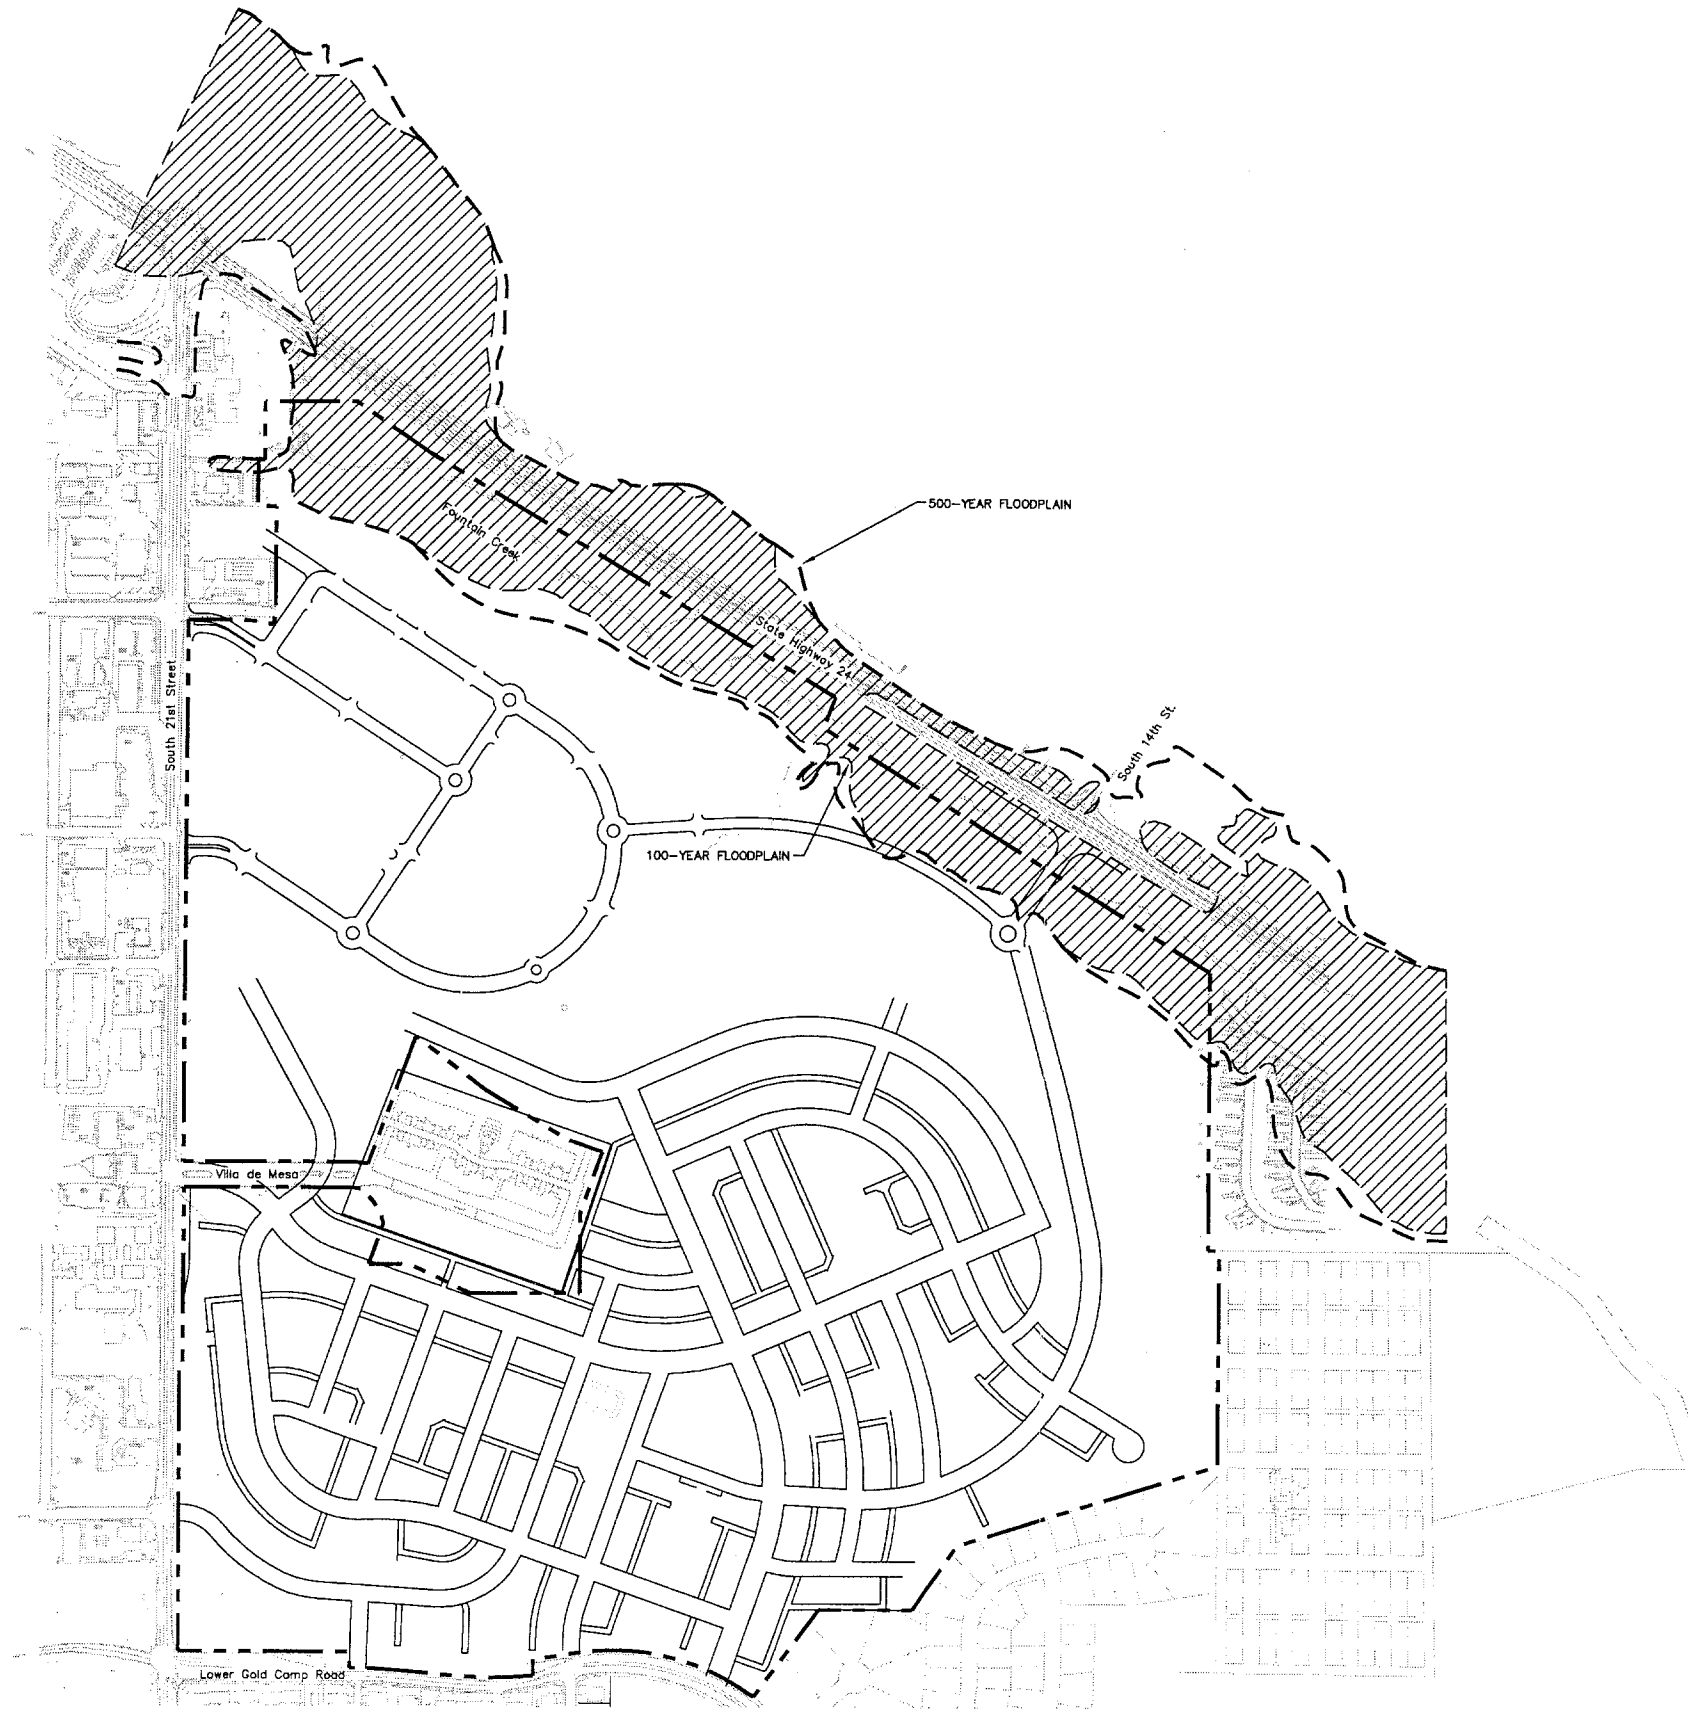 500-YEAR FLOODPLAIN
Fountain Creek
State Highway 24
South 21st Street
South 14th St.
100-YEAR FLOODPLAIN
Villa de Mesa
Lower Gold Camp Road